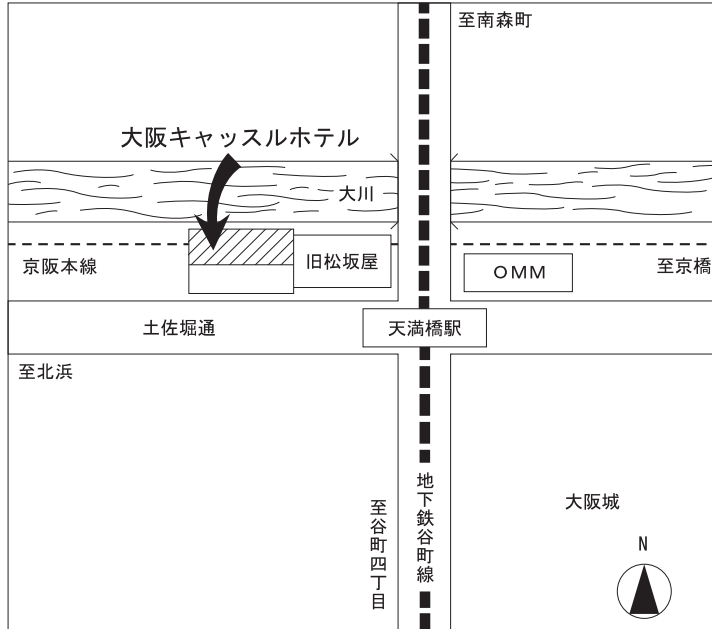 至南森町
大阪キャッスルホテル
大川
京阪本線
旧松坂屋
OMM
至京橋
土佐堀通
天満橋駅
至北浜
至谷町四丁目
地下鉄谷町線
大阪城
N